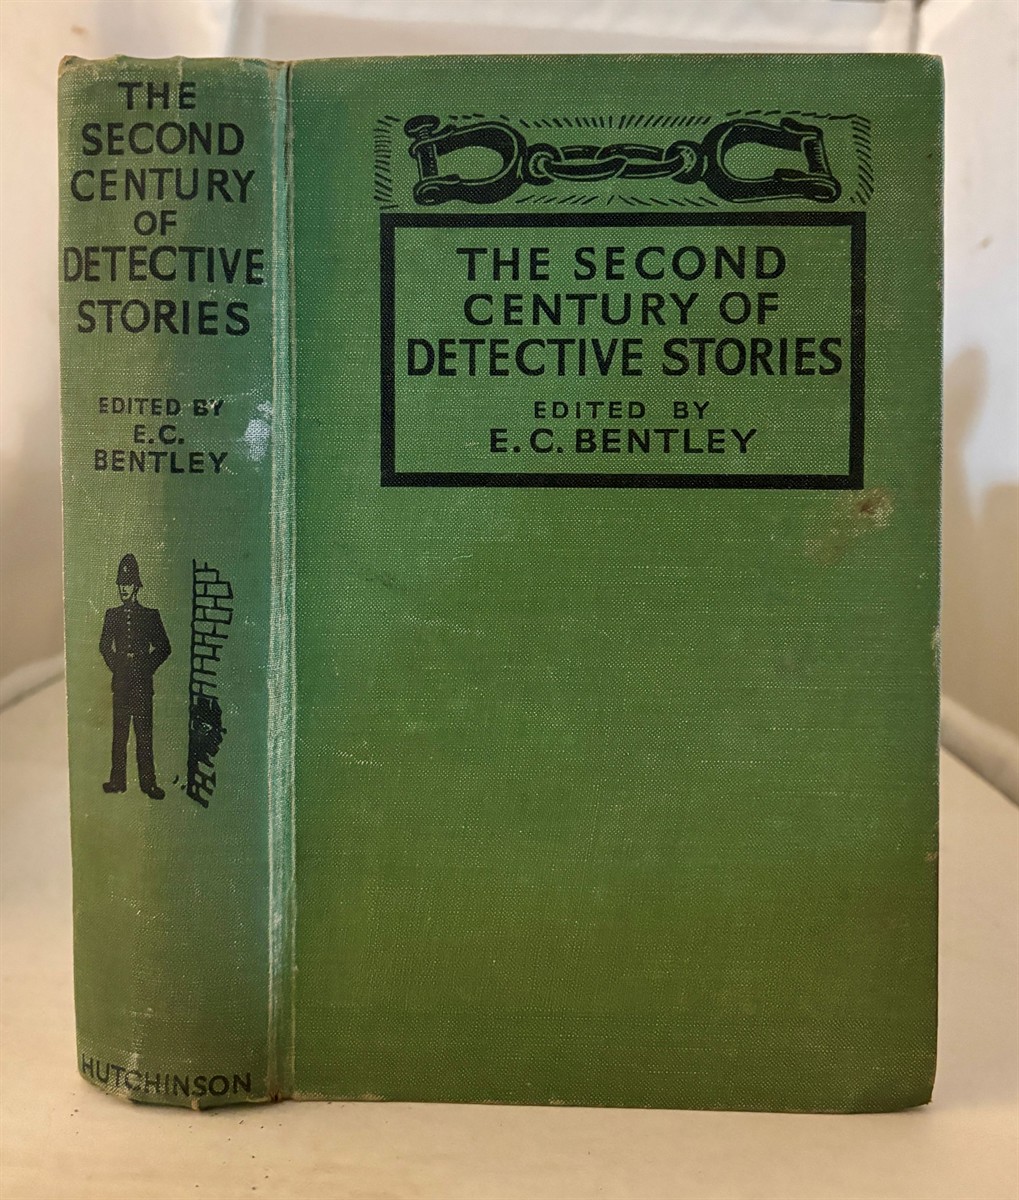 THE
SECOND
CENTURY
OF
DETECTIVE
STORIES
EDITED BY
E.C.
BENTLEY
HUTCHINSON
THE SECOND
CENTURY OF
DETECTIVE STORIES
EDITED BY
E. C. BENTLEY